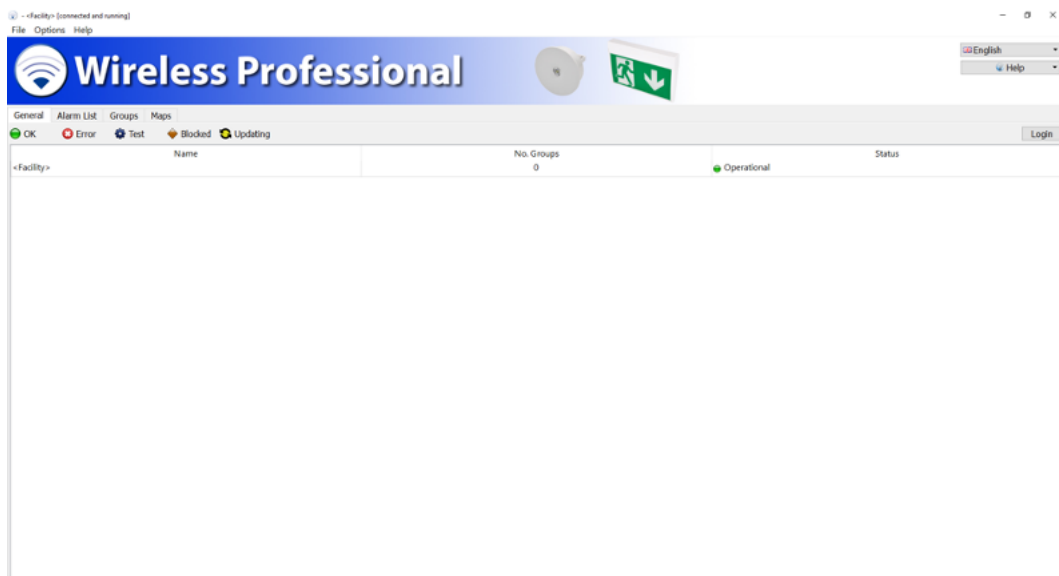 - <Facility> [connected and running]
File Options Help
Wireless Professional
English
Help
General Alarm List Groups Maps
OK Error Test Blocked Updating Login
Name No. Groups Status
<Facility> 0 Operational